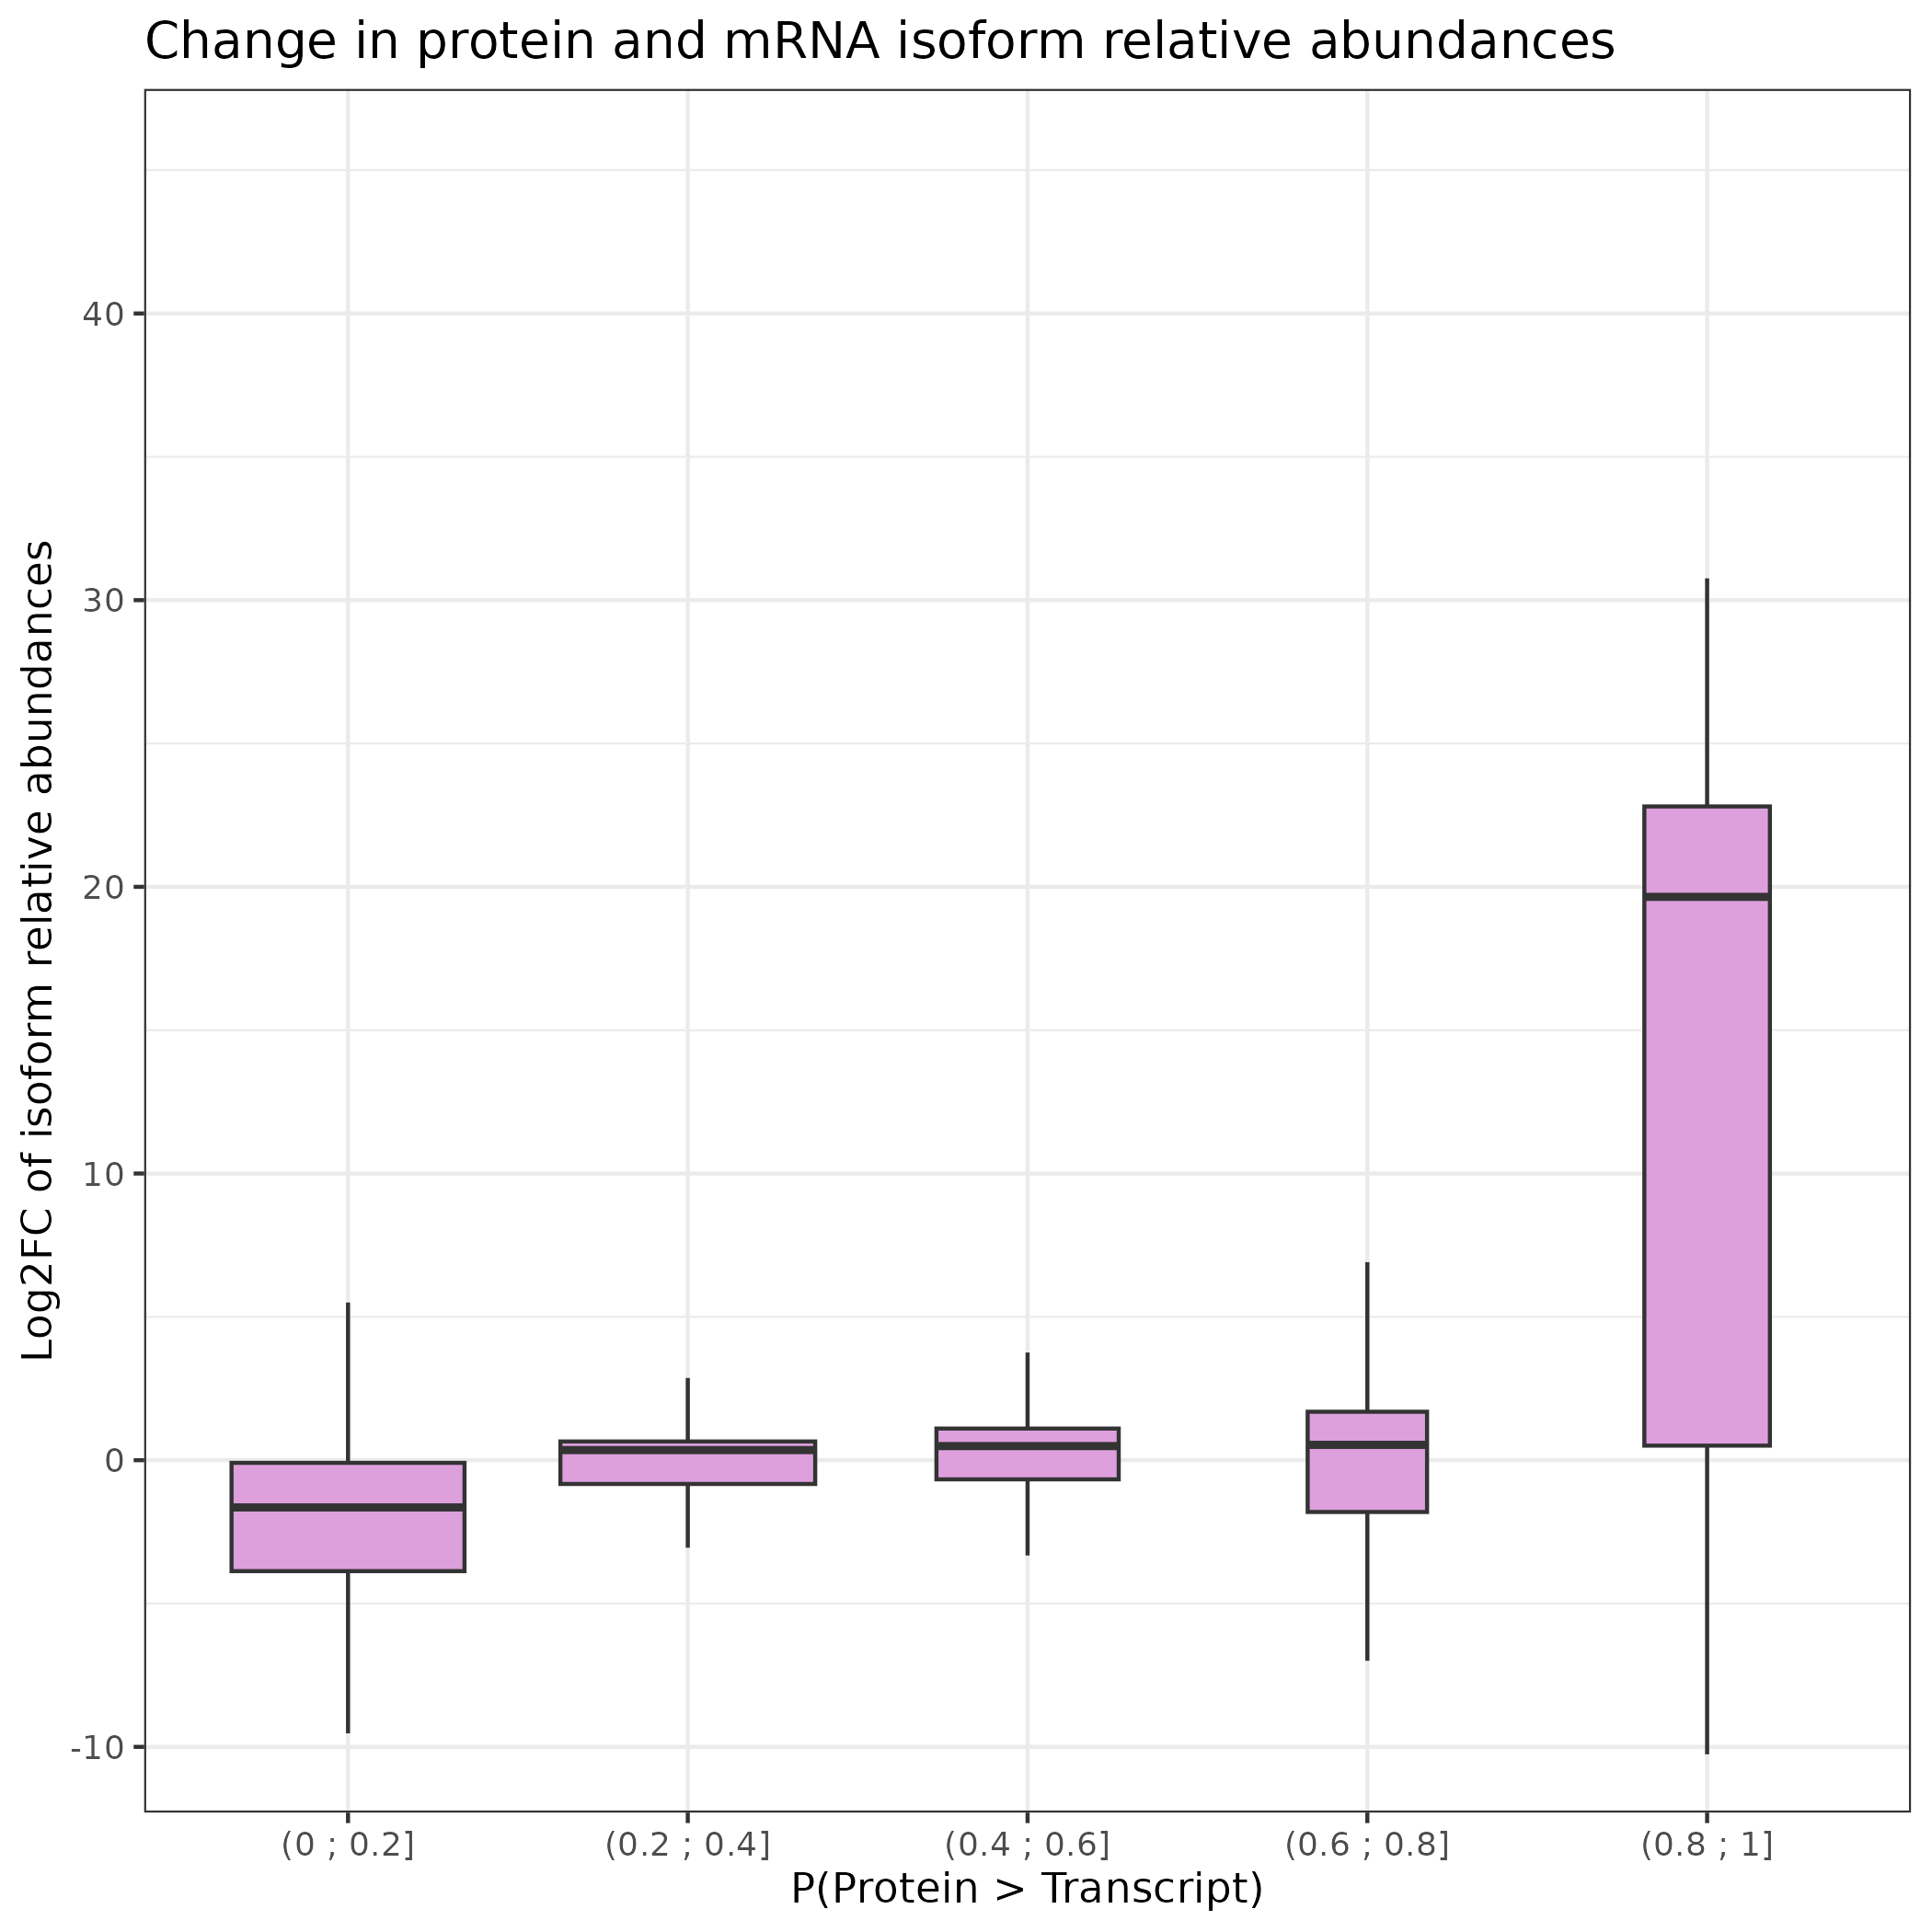 Change in protein and mRNA isoform relative abundances
Log2FC of isoform relative abundances
40
30
20
10
0
-10
(0 ; 0.2]
(0.2 ; 0.4]
(0.4 ; 0.6]
(0.6 ; 0.8]
(0.8 ; 1]
P(Protein > Transcript)